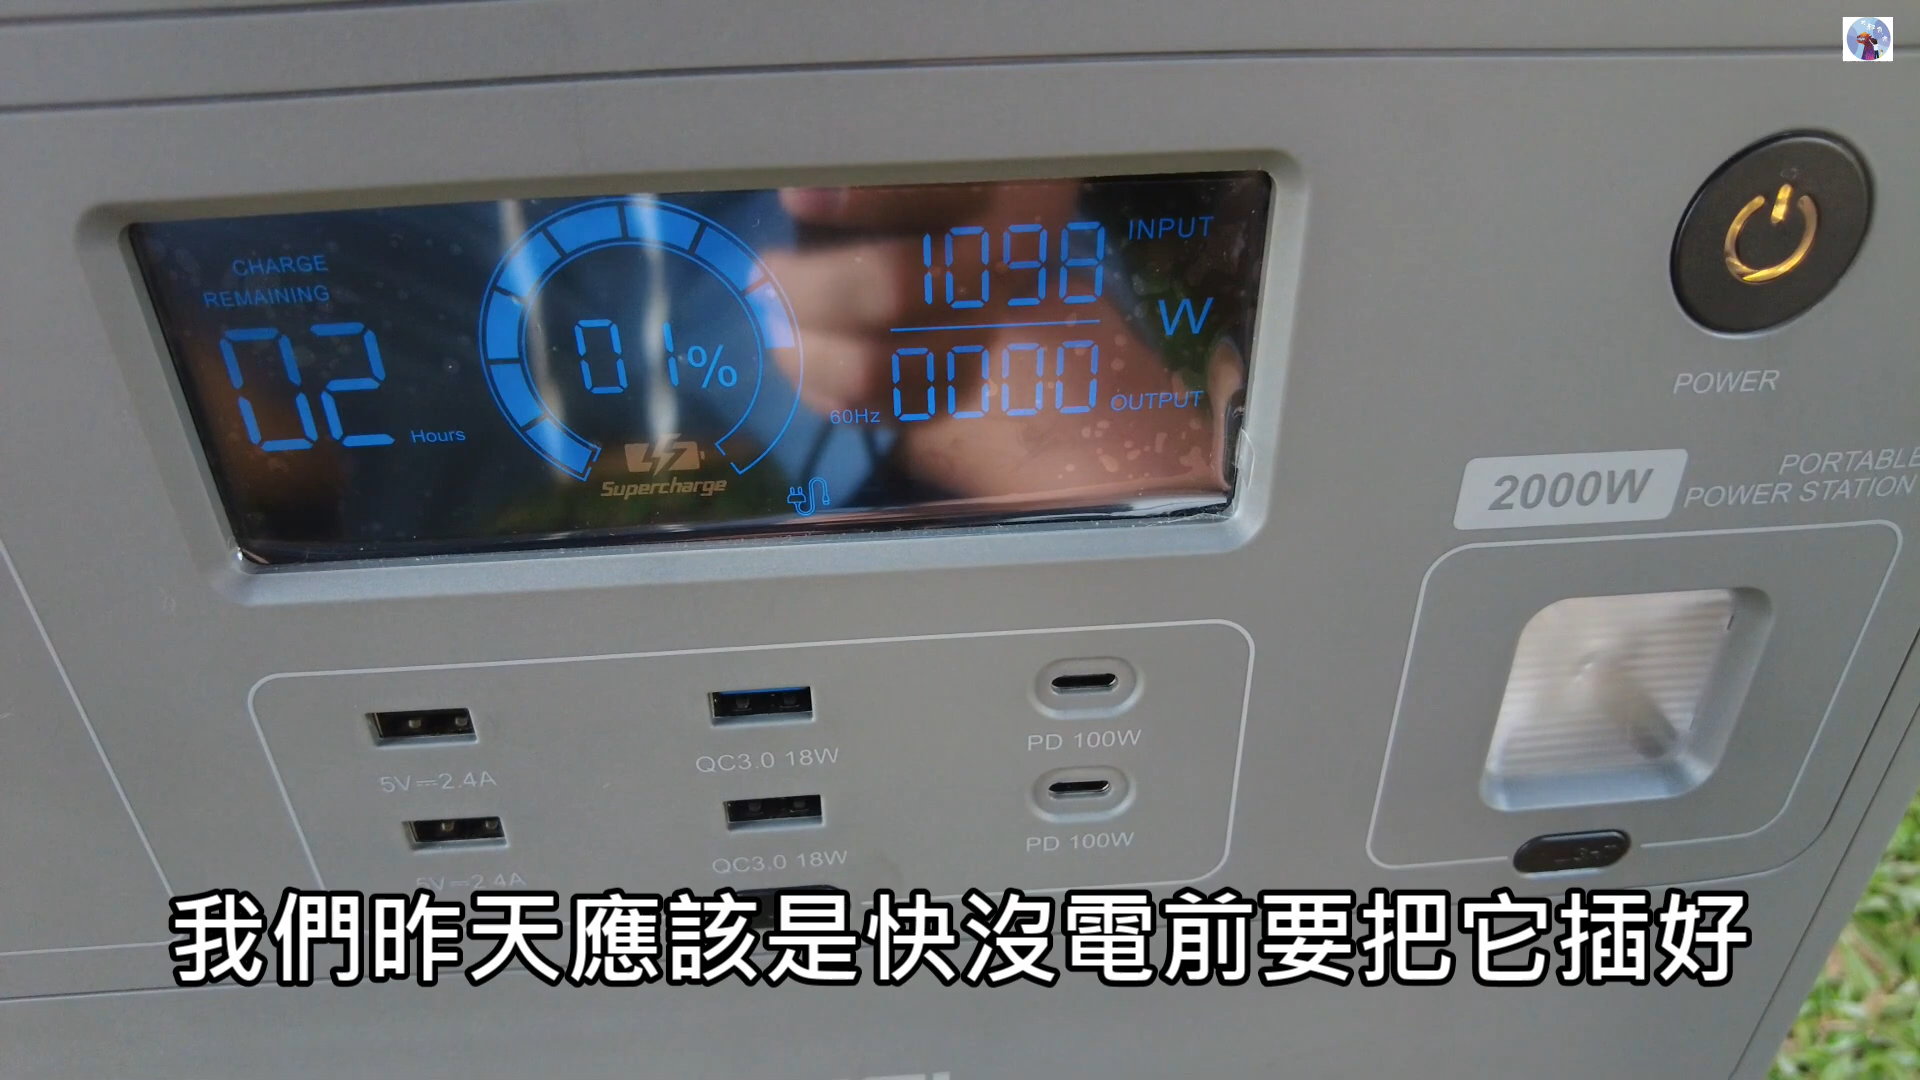 CHARGE
REMAINING
02 Hours
01%
Supercharge
1098 INPUT
W
60Hz 0000 OUTPUT
POWER
2000W
PORTABLE
POWER STATION
5V⎓2.4A
QC3.0 18W
PD 100W
5V⎓2.4A
QC3.0 18W
PD 100W
我們昨天應該是快沒電前要把它插好